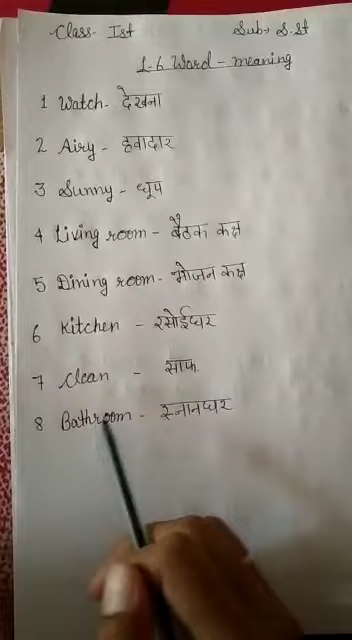 Class- Ist Sub:- S.St
L-6 Word - meaning
1 Watch- देखना
2 Airy - हवादार
3 Sunny - धूप
4 Living room - बैठक कक्ष
5 Dining room- भोजन कक्ष
6 Kitchen - रसोईघर
7 Clean - साफ
8 Bathroom - स्नानघर